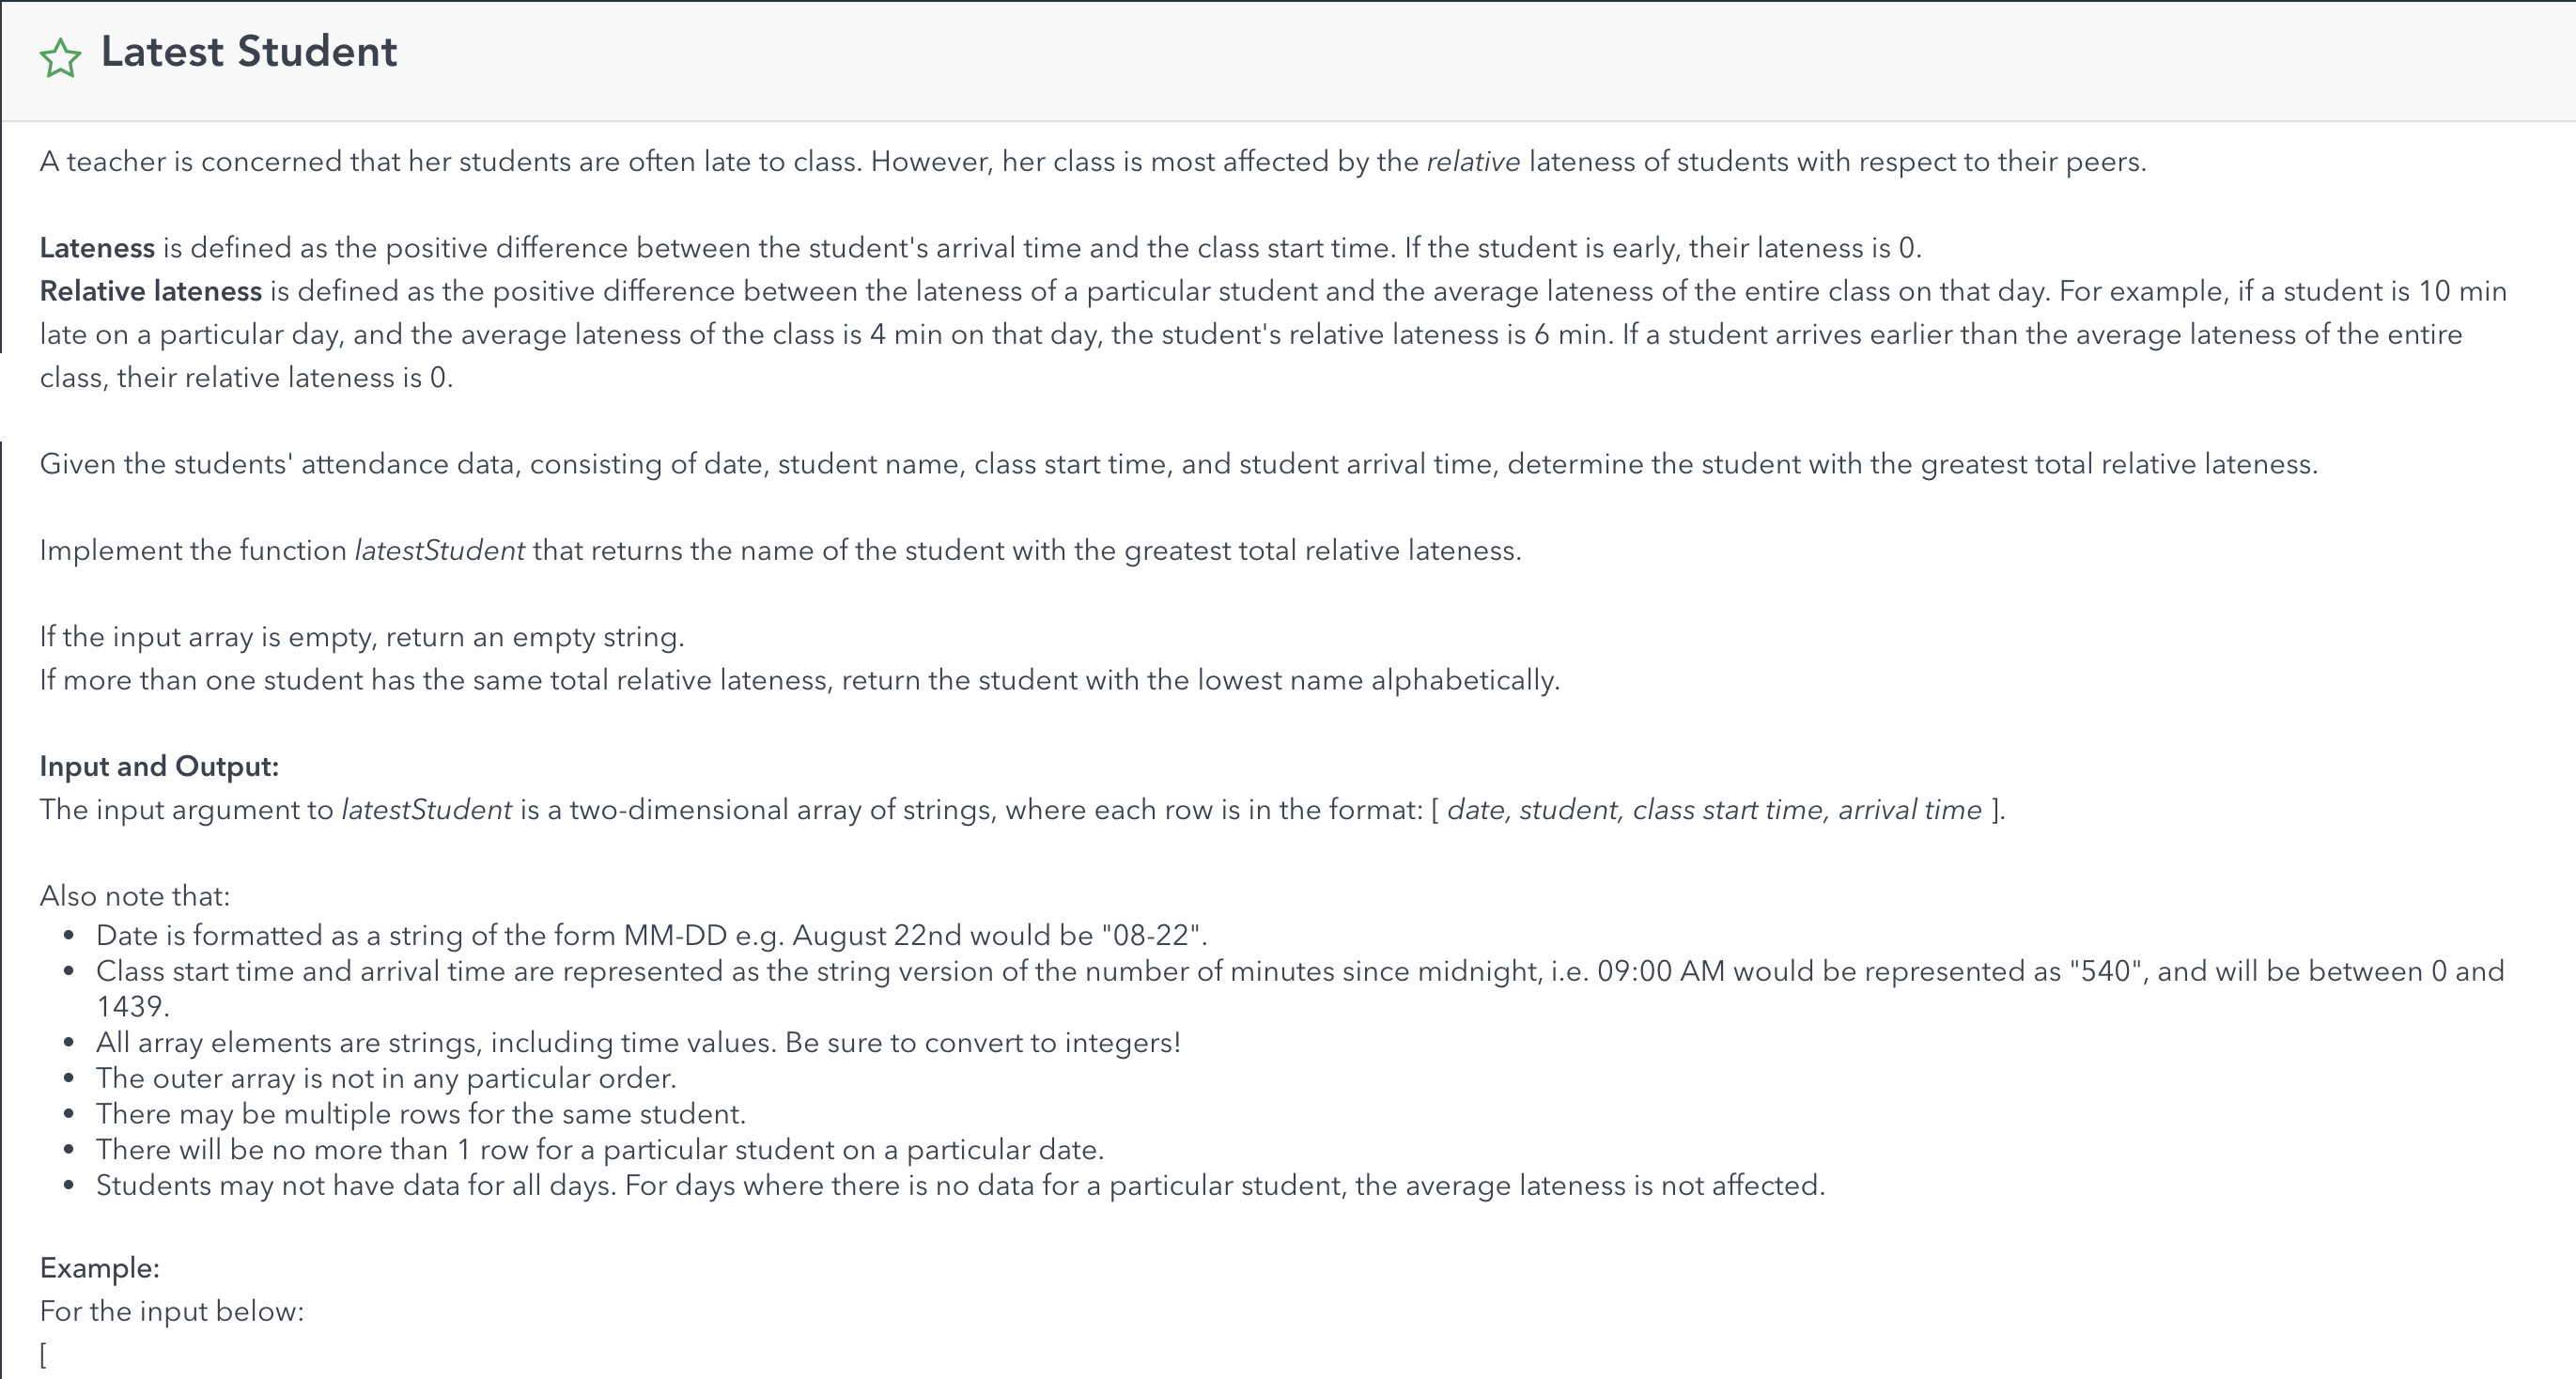 Latest Student
A teacher is concerned that her students are often late to class. However, her class is most affected by the relative lateness of students with respect to their peers.
Lateness is defined as the positive difference between the student's arrival time and the class start time. If the student is early, their lateness is 0.
Relative lateness is defined as the positive difference between the lateness of a particular student and the average lateness of the entire class on that day. For example, if a student is 10 min
late on a particular day, and the average lateness of the class is 4 min on that day, the student's relative lateness is 6 min. If a student arrives earlier than the average lateness of the entire
class, their relative lateness is 0.
Given the students' attendance data, consisting of date, student name, class start time, and student arrival time, determine the student with the greatest total relative lateness.
Implement the function latestStudent that returns the name of the student with the greatest total relative lateness.
If the input array is empty, return an empty string.
If more than one student has the same total relative lateness, return the student with the lowest name alphabetically.
Input and Output:
The input argument to latestStudent is a two-dimensional array of strings, where each row is in the format: [ date, student, class start time, arrival time ].
Also note that:
• Date is formatted as a string of the form MM-DD e.g. August 22nd would be "08-22".
• Class start time and arrival time are represented as the string version of the number of minutes since midnight, i.e. 09:00 AM would be represented as "540", and will be between 0 and
1439.
• All array elements are strings, including time values. Be sure to convert to integers!
• The outer array is not in any particular order.
• There may be multiple rows for the same student.
• There will be no more than 1 row for a particular student on a particular date.
• Students may not have data for all days. For days where there is no data for a particular student, the average lateness is not affected.
Example:
For the input below:
[